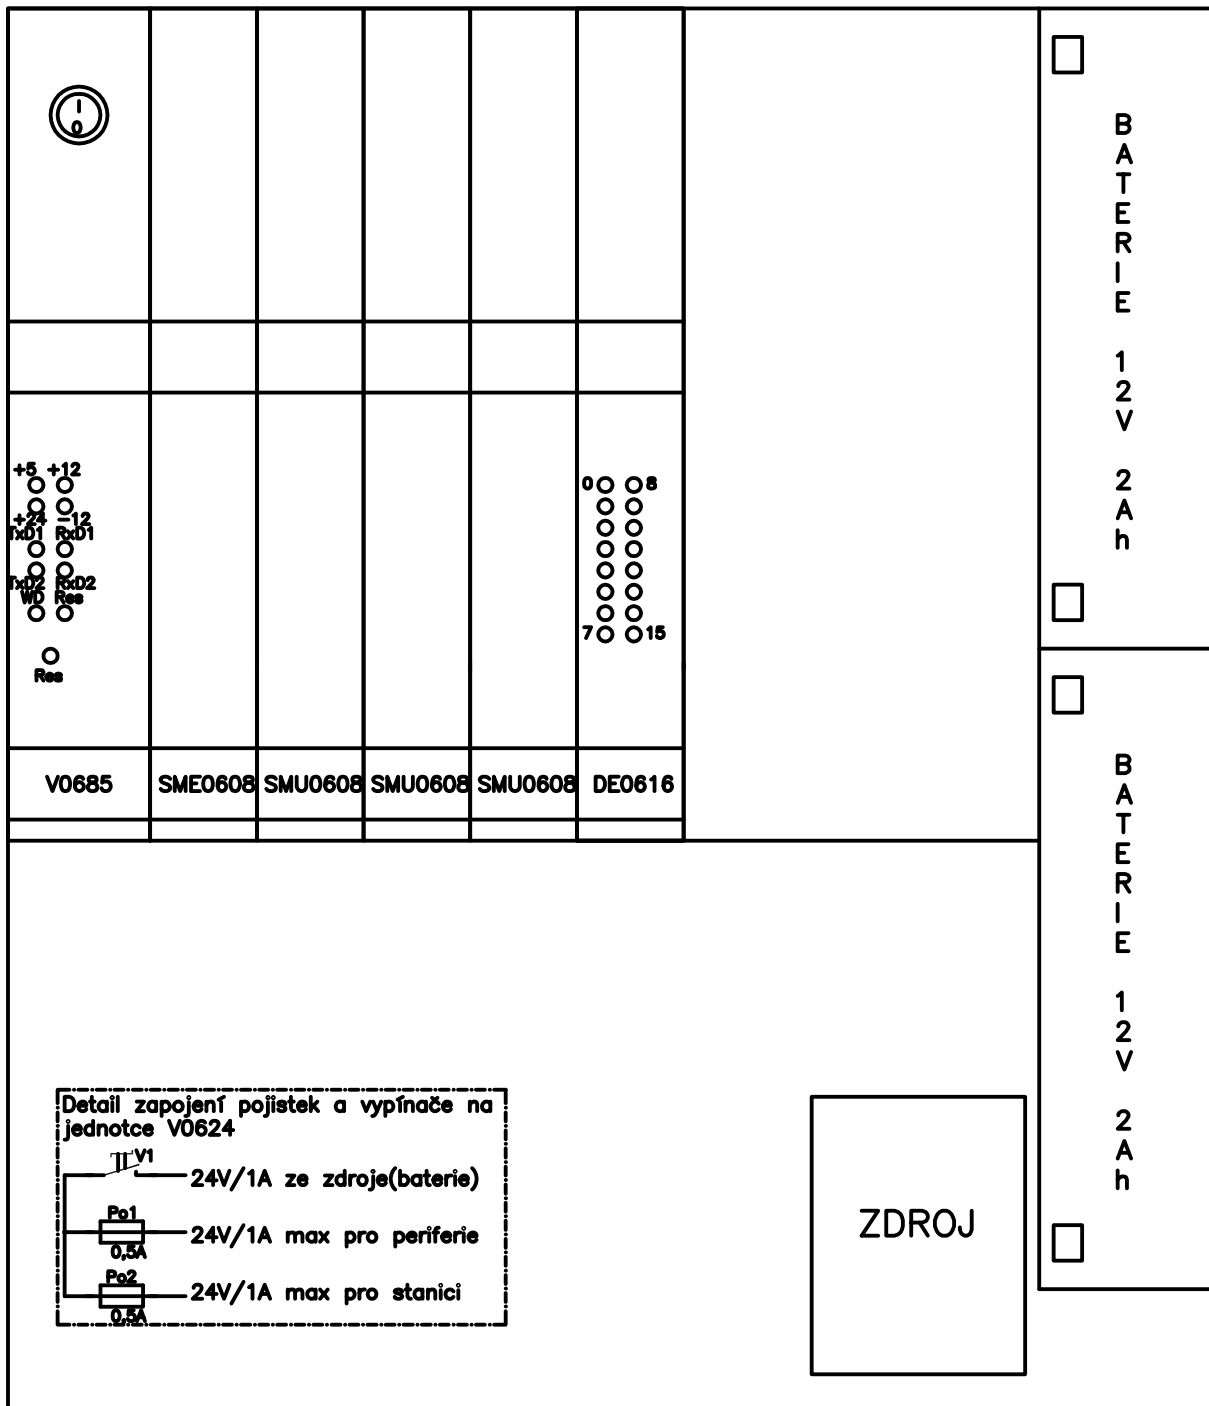 I
0
+5 +12
+24 -12
TxD1 RxD1
TxD2 RxD2
WD Res
Res
0 8
7 15
V0685 SME0608 SMU0608 SMU0608 SMU0608 DE0616
BATERIE 12V 2Ah
BATERIE 12V 2Ah
Detail zapojení pojistek a vypínače na
jednotce V0624
V1
24V/1A ze zdroje(baterie)
Po1
0,5A
24V/1A max pro periferie
Po2
0,5A
24V/1A max pro stanici
ZDROJ